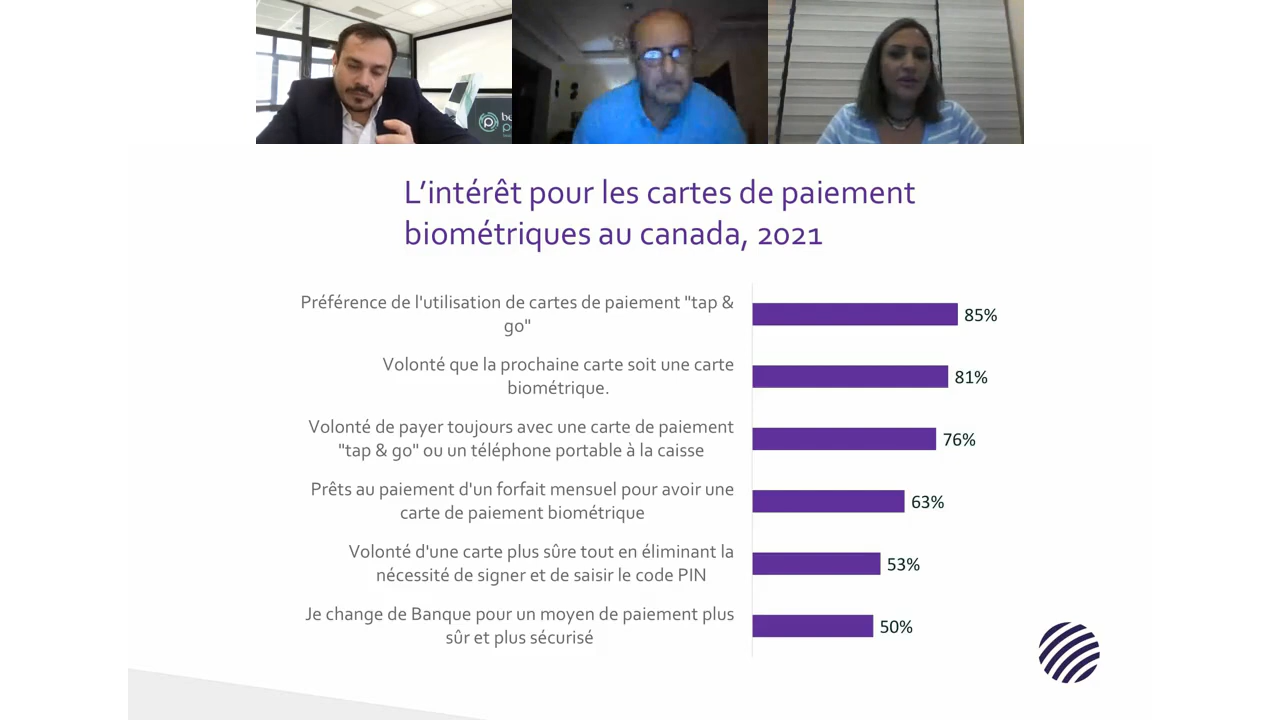 be
p
L'intérêt pour les cartes de paiement
biométriques au canada, 2021
Préférence de l'utilisation de cartes de paiement "tap &
go"
85%
Volonté que la prochaine carte soit une carte
biométrique.
81%
Volonté de payer toujours avec une carte de paiement
"tap & go" ou un téléphone portable à la caisse
76%
Prêts au paiement d'un forfait mensuel pour avoir une
carte de paiement biométrique
63%
Volonté d'une carte plus sûre tout en éliminant la
nécessité de signer et de saisir le code PIN
53%
Je change de Banque pour un moyen de paiement plus
sûr et plus sécurisé
50%